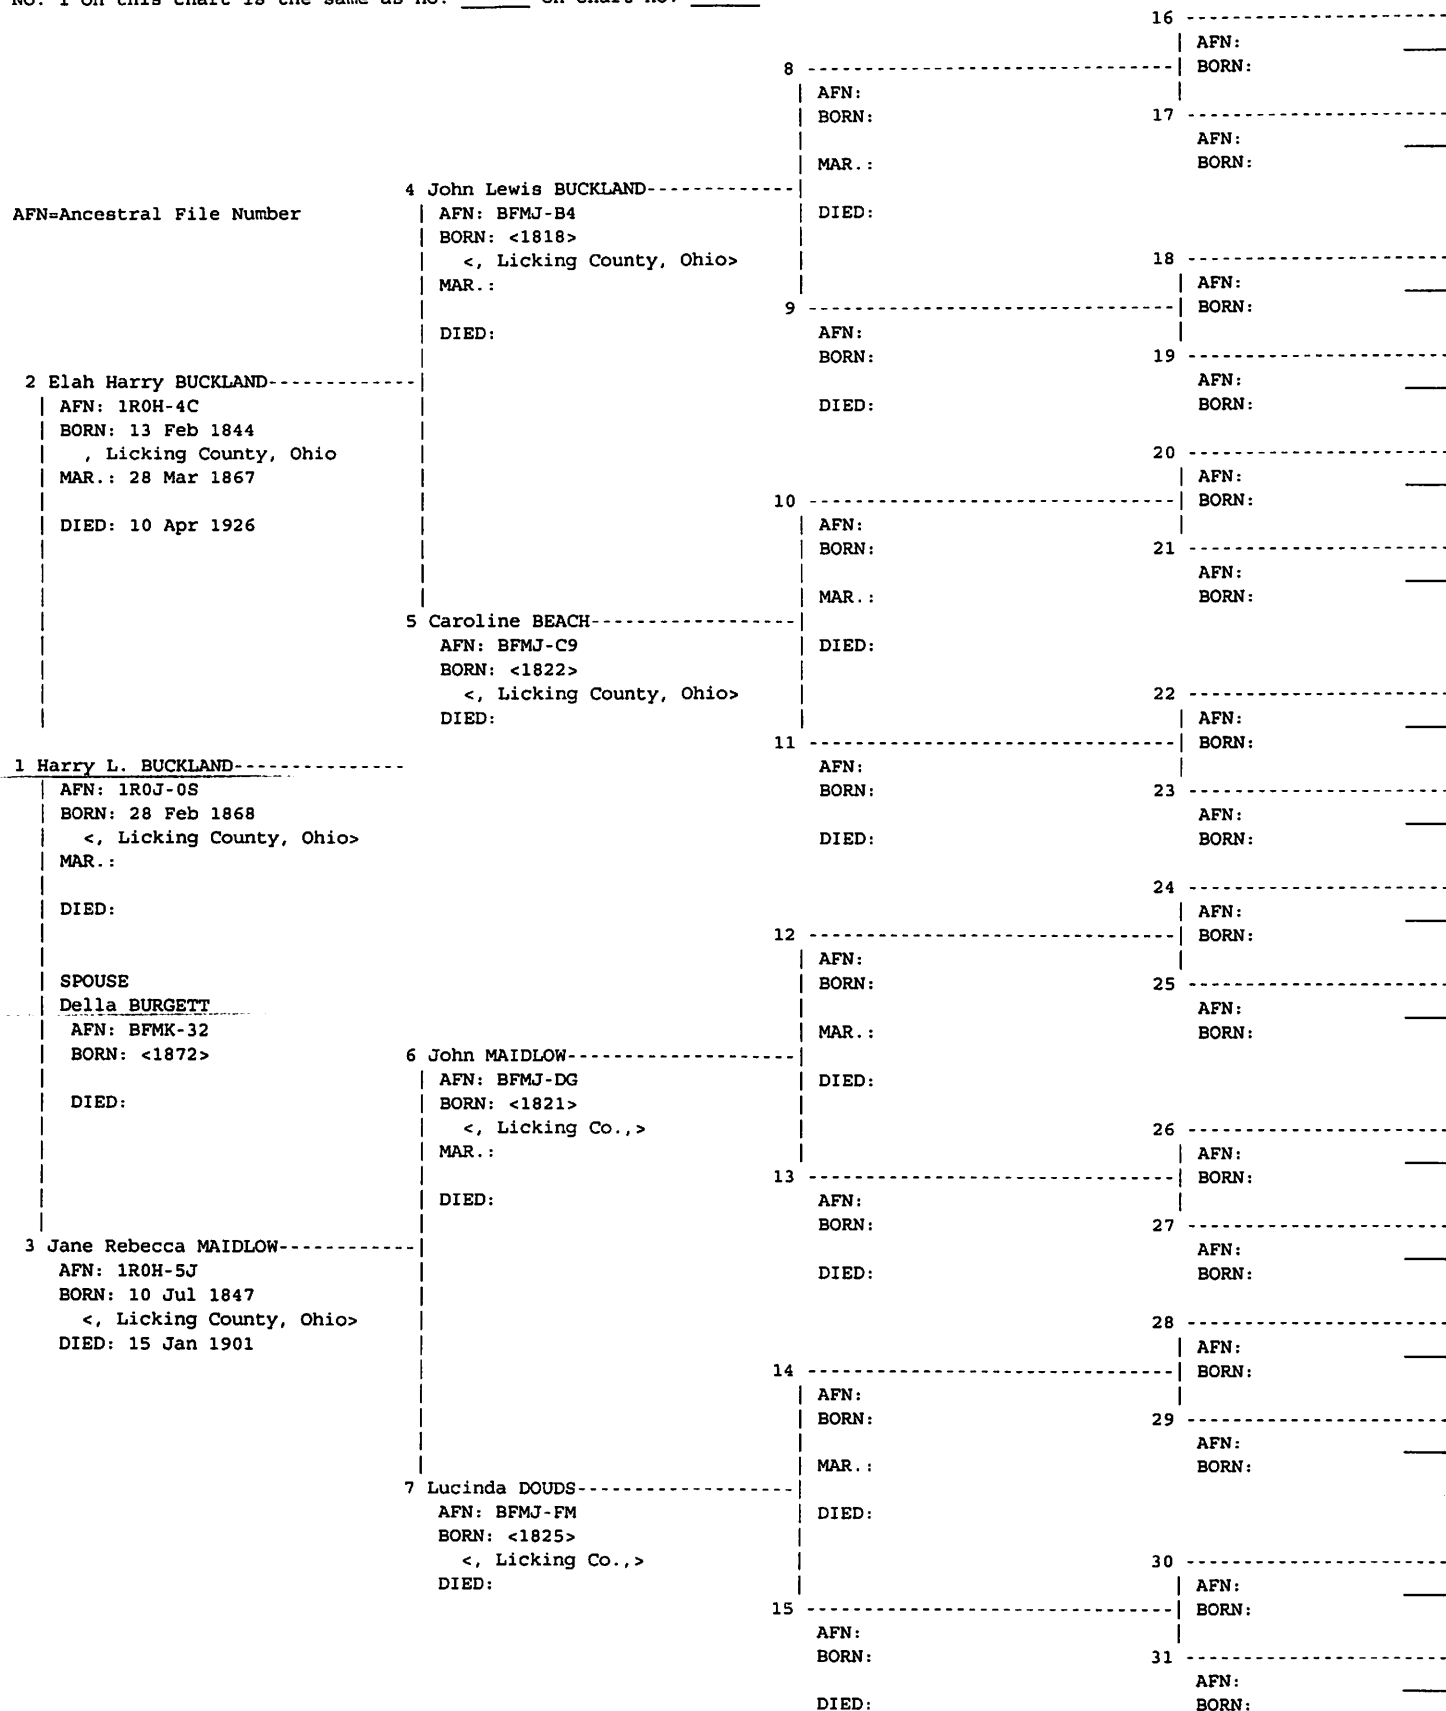 No. 1 on this chart is the same as no. ______ on chart no. ______
AFN=Ancestral File Number
2 Elah Harry BUCKLAND
AFN: 1R0H-4C
BORN: 13 Feb 1844
, Licking County, Ohio
MAR.: 28 Mar 1867
DIED: 10 Apr 1926
1 Harry L. BUCKLAND
AFN: 1R0J-0S
BORN: 28 Feb 1868
<, Licking County, Ohio>
MAR.:
DIED:
SPOUSE
Della BURGETT
AFN: BFMK-32
BORN: <1872>
DIED:
3 Jane Rebecca MAIDLOW
AFN: 1R0H-5J
BORN: 10 Jul 1847
<, Licking County, Ohio>
DIED: 15 Jan 1901
4 John Lewis BUCKLAND
AFN: BFMJ-B4
BORN: <1818>
<, Licking County, Ohio>
MAR.:
DIED:
5 Caroline BEACH
AFN: BFMJ-C9
BORN: <1822>
<, Licking County, Ohio>
DIED:
6 John MAIDLOW
AFN: BFMJ-DG
BORN: <1821>
<, Licking Co.,>
MAR.:
DIED:
7 Lucinda DOUDS
AFN: BFMJ-FM
BORN: <1825>
<, Licking Co.,>
DIED:
8
AFN:
BORN:
MAR.:
DIED:
9
AFN:
BORN:
DIED:
10
AFN:
BORN:
MAR.:
DIED:
11
AFN:
BORN:
DIED:
12
AFN:
BORN:
MAR.:
DIED:
13
AFN:
BORN:
DIED:
14
AFN:
BORN:
MAR.:
DIED:
15
AFN:
BORN:
DIED:
16
AFN:
BORN:
17
AFN:
BORN:
18
AFN:
BORN:
19
AFN:
BORN:
20
AFN:
BORN:
21
AFN:
BORN:
22
AFN:
BORN:
23
AFN:
BORN:
24
AFN:
BORN:
25
AFN:
BORN:
26
AFN:
BORN:
27
AFN:
BORN:
28
AFN:
BORN:
29
AFN:
BORN:
30
AFN:
BORN:
31
AFN:
BORN: